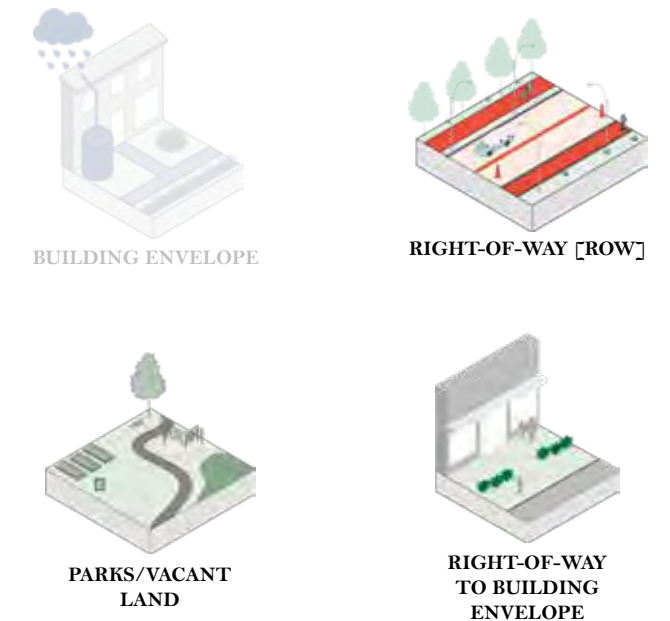 BUILDING ENVELOPE
RIGHT-OF-WAY [ROW]
PARKS/VACANT
LAND
RIGHT-OF-WAY
TO BUILDING
ENVELOPE